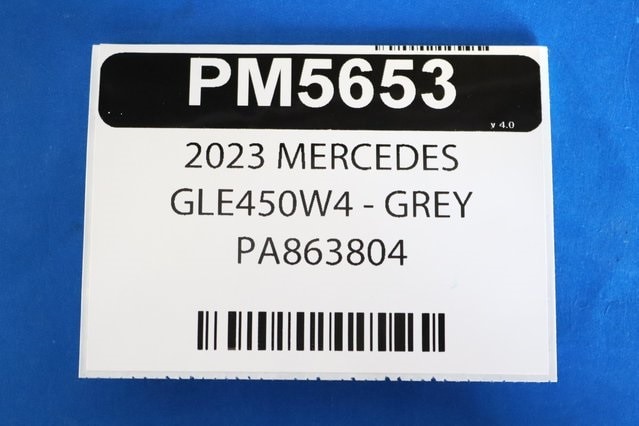 PM5653
v 4.0
2023 MERCEDES
GLE450W4 - GREY
PA863804